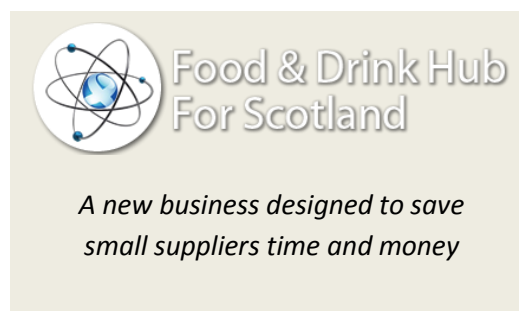 Food & Drink Hub
For Scotland
A new business designed to save
small suppliers time and money